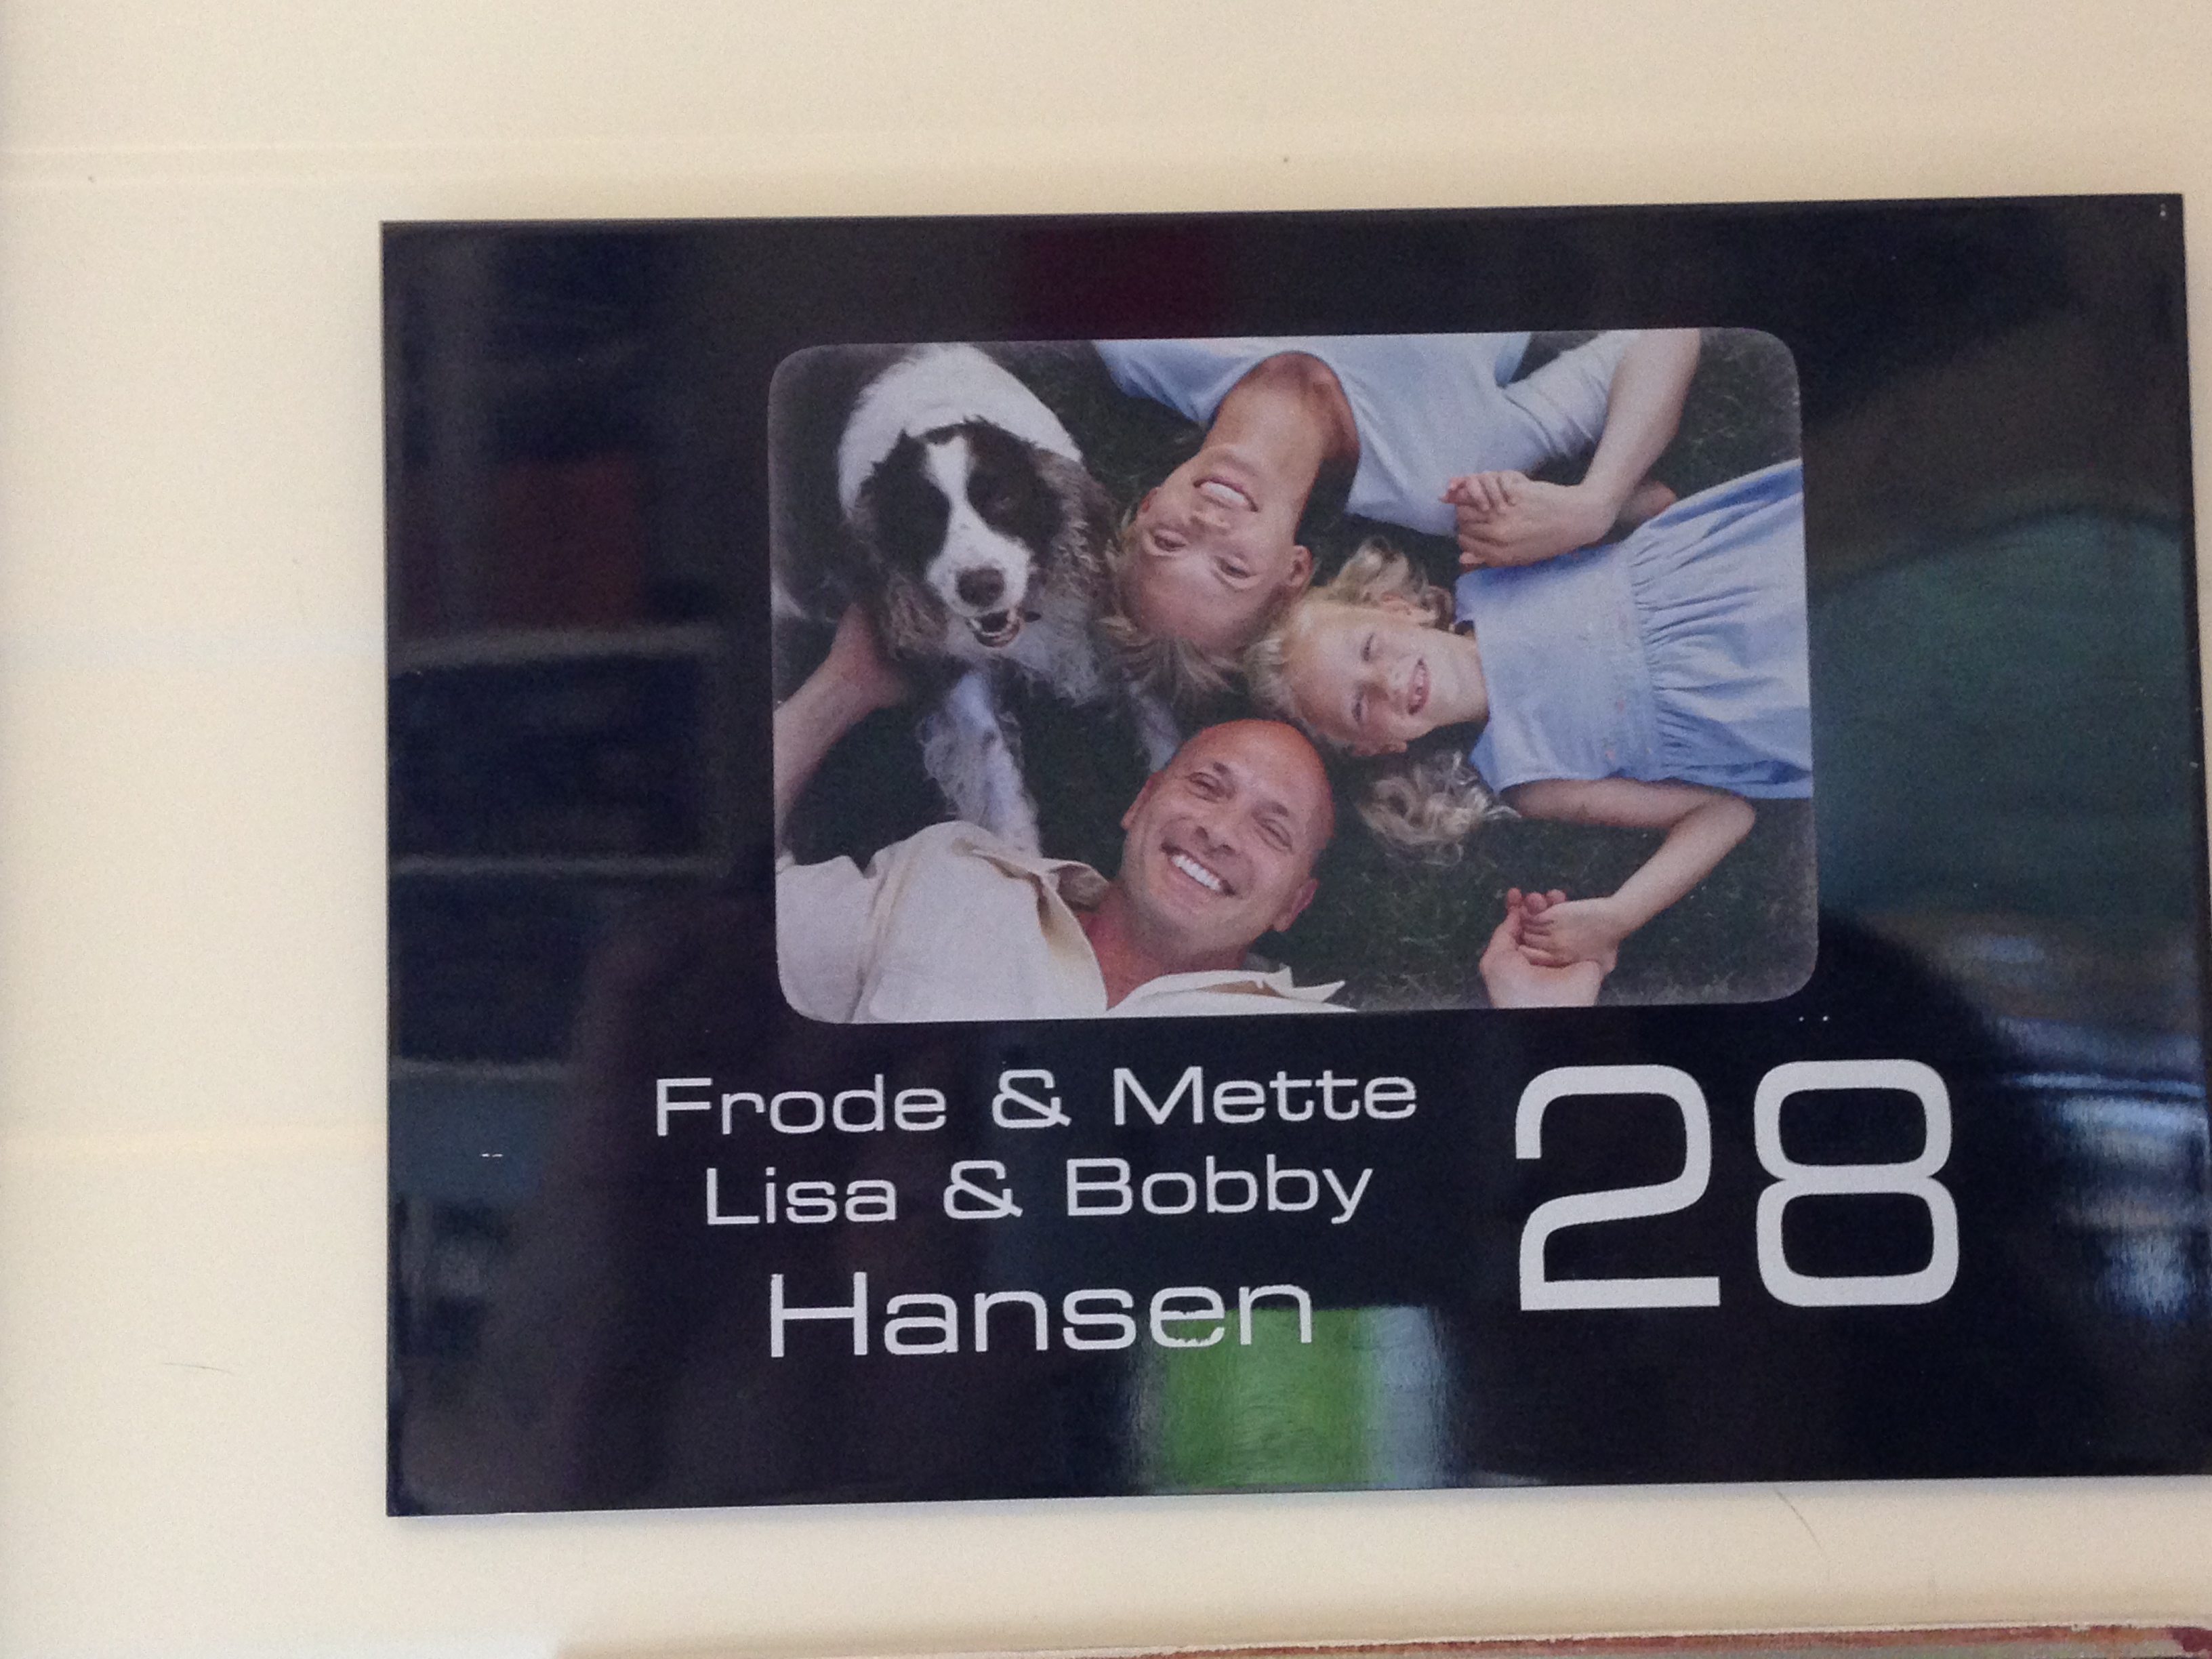 Frode & Mette
Lisa & Bobby
Hansen
28